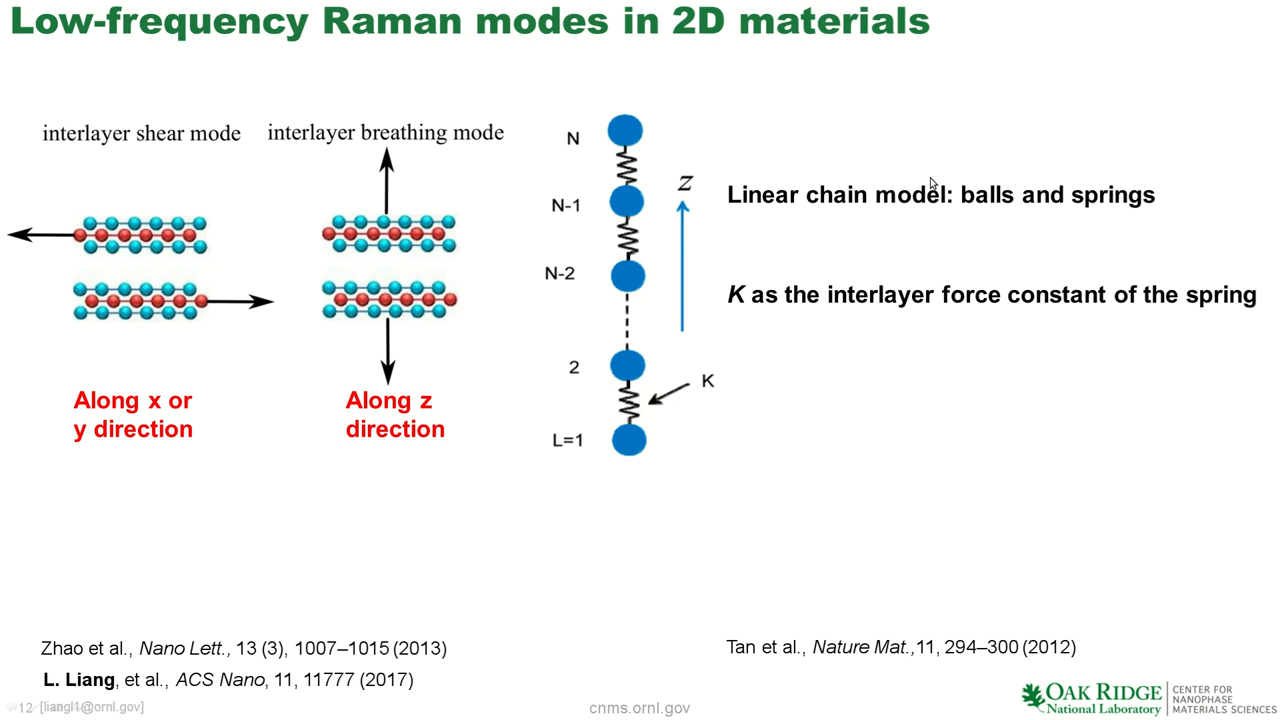 Low-frequency Raman modes in 2D materials
interlayer shear mode
interlayer breathing mode
Along x or
y direction
Along z
direction
N
N-1
N-2
2
L=1
K
z
Linear chain model: balls and springs
K as the interlayer force constant of the spring
Zhao et al., Nano Lett., 13 (3), 1007–1015 (2013)
L. Liang, et al., ACS Nano, 11, 11777 (2017)
Tan et al., Nature Mat.,11, 294–300 (2012)
12 [liangl1@ornl.gov]
cnms.ornl.gov
OAK RIDGE
National Laboratory
CENTER FOR
NANOPHASE
MATERIALS SCIENCES